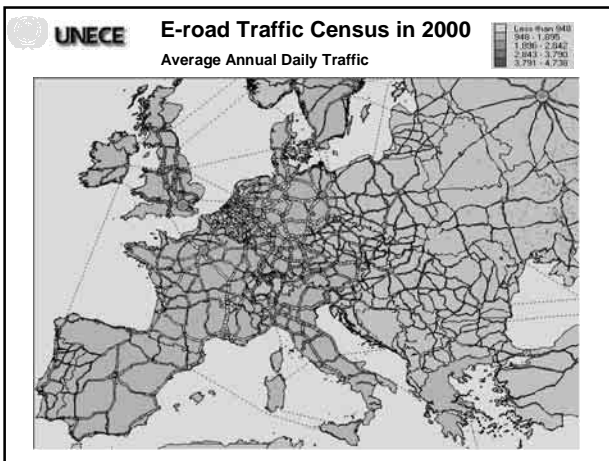 UNECE
E-road Traffic Census in 2000
Average Annual Daily Traffic
Less than 948
948 - 1,895
1,896 - 2,842
2,843 - 3,790
3,791 - 4,738